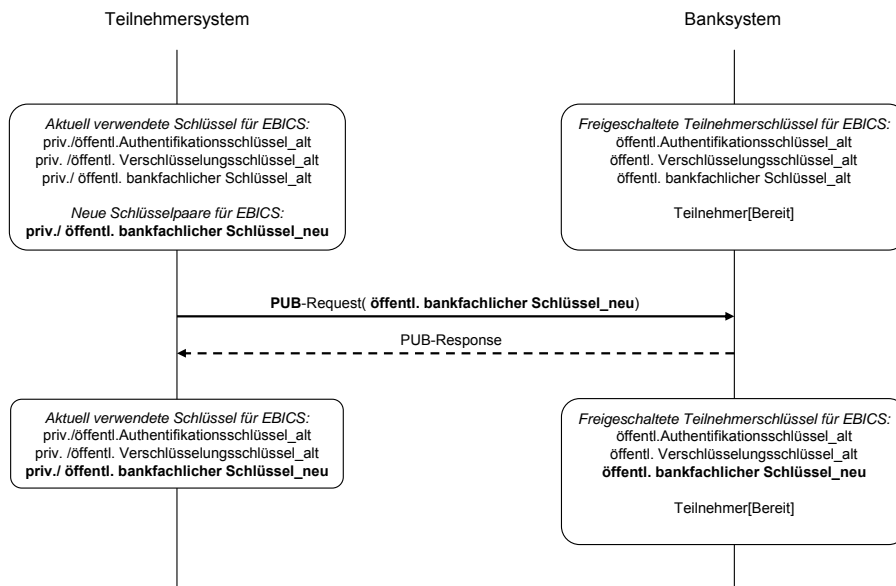 Teilnehmersystem
Banksystem
Aktuell verwendete Schlüssel für EBICS:
priv./öffentl.Authentifikationsschlüssel_alt
priv. /öffentl. Verschlüsselungsschlüssel_alt
priv./ öffentl. bankfachlicher Schlüssel_alt
Neue Schlüsselpaare für EBICS:
priv./ öffentl. bankfachlicher Schlüssel_neu
Freigeschaltete Teilnehmerschlüssel für EBICS:
öffentl.Authentifikationsschlüssel_alt
öffentl. Verschlüsselungsschlüssel_alt
öffentl. bankfachlicher Schlüssel_alt
Teilnehmer[Bereit]
PUB-Request( öffentl. bankfachlicher Schlüssel_neu)
PUB-Response
Aktuell verwendete Schlüssel für EBICS:
priv./öffentl.Authentifikationsschlüssel_alt
priv. /öffentl. Verschlüsselungsschlüssel_alt
priv./ öffentl. bankfachlicher Schlüssel_neu
Freigeschaltete Teilnehmerschlüssel für EBICS:
öffentl.Authentifikationsschlüssel_alt
öffentl. Verschlüsselungsschlüssel_alt
öffentl. bankfachlicher Schlüssel_neu
Teilnehmer[Bereit]